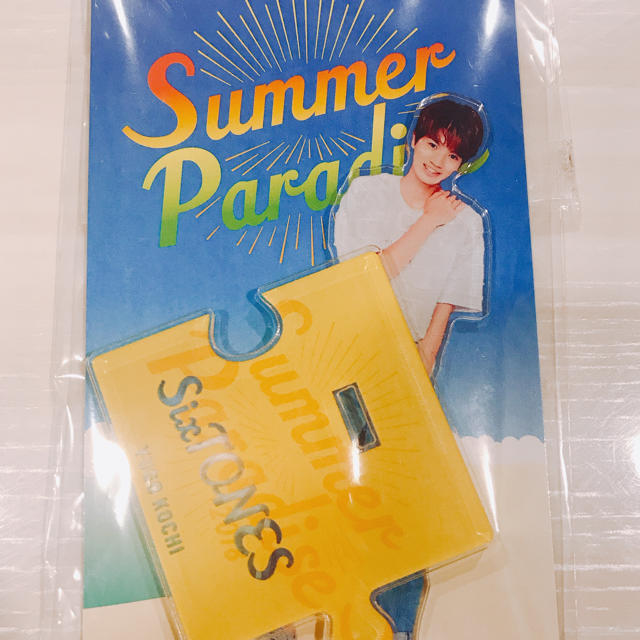 Summer
Paradi
Summer
Paradise
SixTONES
YUGO KOCHI